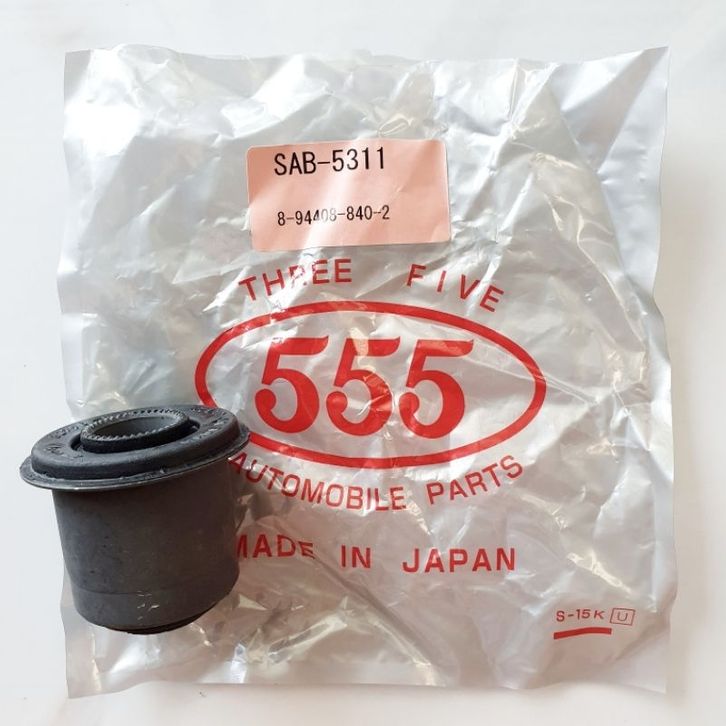 SAB-5311
8-94408-840-2
THREE FIVE
555
AUTOMOBILE PARTS
MADE IN JAPAN
S-15K U